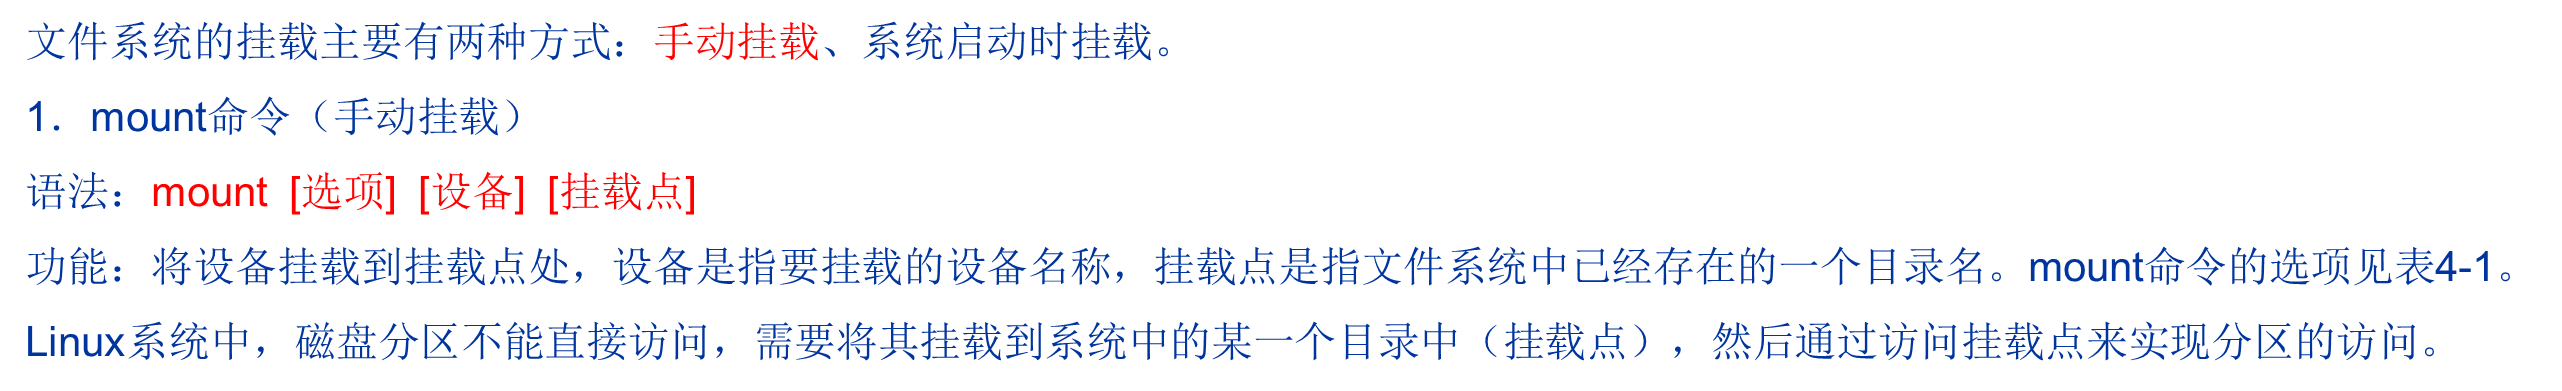 文件系统的挂载主要有两种方式：手动挂载、系统启动时挂载。
1．mount命令（手动挂载）
语法：mount [选项] [设备] [挂载点]
功能：将设备挂载到挂载点处，设备是指要挂载的设备名称，挂载点是指文件系统中已经存在的一个目录名。mount命令的选项见表4-1。
Linux系统中，磁盘分区不能直接访问，需要将其挂载到系统中的某一个目录中（挂载点），然后通过访问挂载点来实现分区的访问。